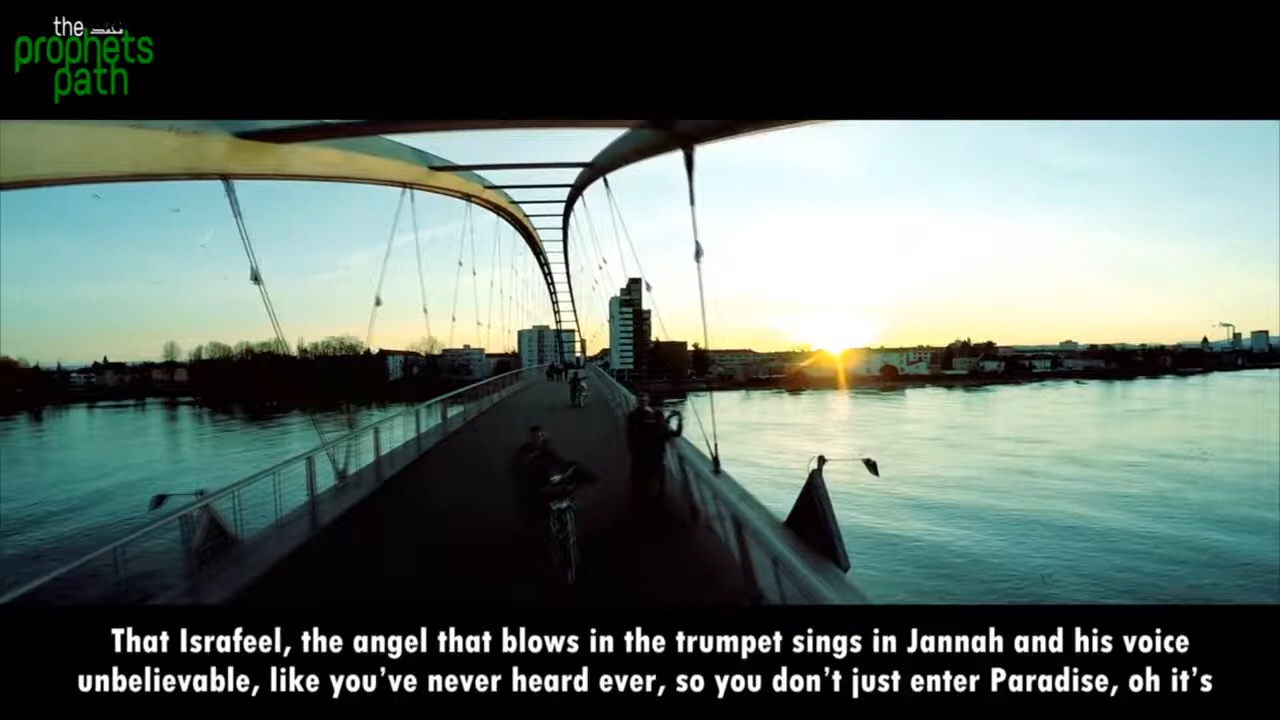 the محمد
prophets
path
That Israfeel, the angel that blows in the trumpet sings in Jannah and his voice
unbelievable, like you’ve never heard ever, so you don’t just enter Paradise, oh it’s